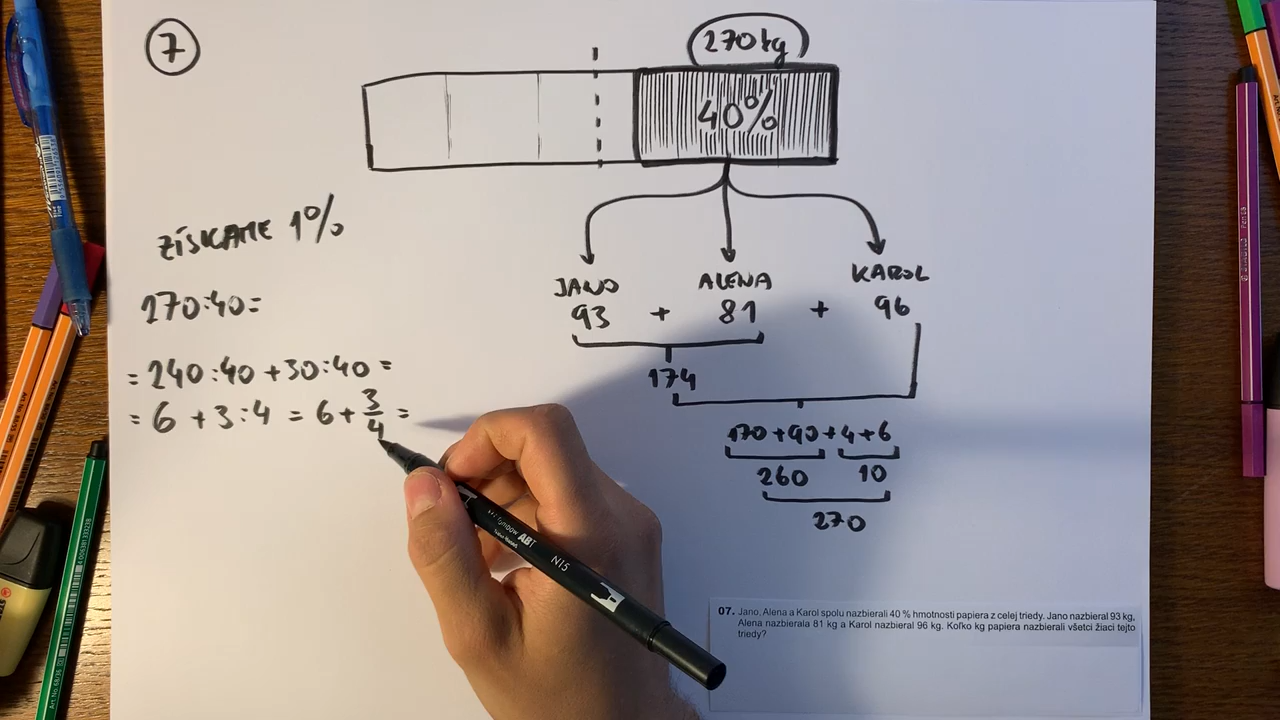 7
270kg
40%
ZÍSKAME 1%
JANO ALENA KAROL
93 + 81 + 96
174
170+90+4+6
260 10
270
270:40=
= 240:40 + 30:40 =
= 6 + 3:4 = 6 + 3/4 =
ABT
N15
07. Jano, Alena a Karol spolu nazbierali 40 % hmotnosti papiera z celej triedy. Jano nazbieral 93 kg,
Alena nazbierala 81 kg a Karol nazbieral 96 kg. Koľko kg papiera nazbierali všetci žiaci tejto
triedy?